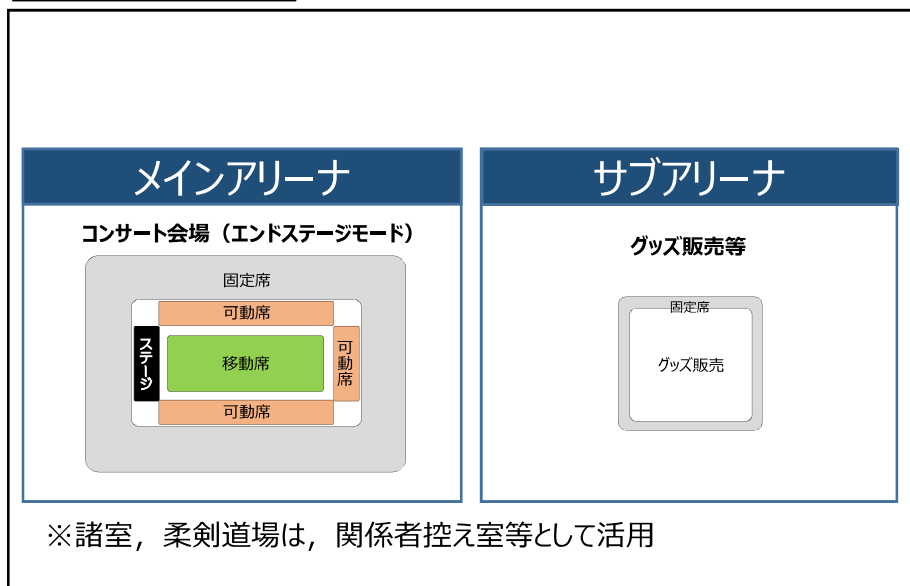 メインアリーナ
コンサート会場（エンドステージモード）
固定席
可動席
ステージ
移動席
可動席
可動席
サブアリーナ
グッズ販売等
固定席
グッズ販売
※諸室，柔剣道場は，関係者控え室等として活用